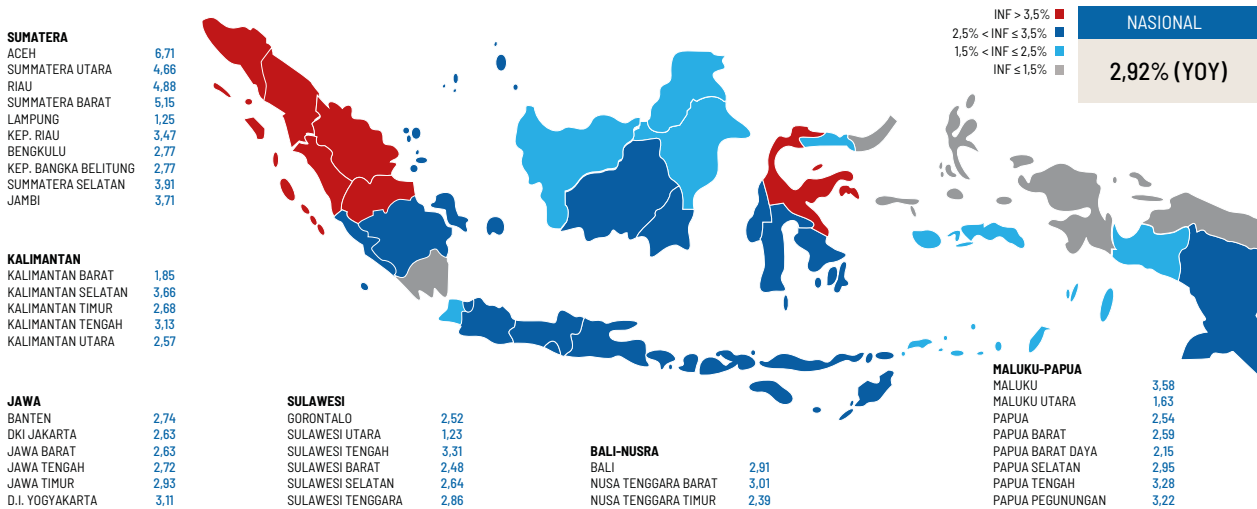 INF > 3,5%
2,5% < INF ≤ 3,5%
1,5% < INF ≤ 2,5%
INF ≤ 1,5%
NASIONAL
2,92% (YOY)
SUMATERA
ACEH 6,71
SUMMATERA UTARA 4,66
RIAU 4,88
SUMMATERA BARAT 5,15
LAMPUNG 1,25
KEP. RIAU 3,47
BENGKULU 2,77
KEP. BANGKA BELITUNG 2,77
SUMMATERA SELATAN 3,91
JAMBI 3,71
KALIMANTAN
KALIMANTAN BARAT 1,85
KALIMANTAN SELATAN 3,66
KALIMANTAN TIMUR 2,68
KALIMANTAN TENGAH 3,13
KALIMANTAN UTARA 2,57
JAWA
BANTEN 2,74
DKI JAKARTA 2,63
JAWA BARAT 2,63
JAWA TENGAH 2,72
JAWA TIMUR 2,93
D.I. YOGYAKARTA 3,11
SULAWESI
GORONTALO 2,52
SULAWESI UTARA 1,23
SULAWESI TENGAH 3,31
SULAWESI BARAT 2,48
SULAWESI SELATAN 2,64
SULAWESI TENGGARA 2,86
BALI-NUSRA
BALI 2,91
NUSA TENGGARA BARAT 3,01
NUSA TENGGARA TIMUR 2,39
MALUKU-PAPUA
MALUKU 3,58
MALUKU UTARA 1,63
PAPUA 2,54
PAPUA BARAT 2,59
PAPUA BARAT DAYA 2,15
PAPUA SELATAN 2,95
PAPUA TENGAH 3,28
PAPUA PEGUNUNGAN 3,22